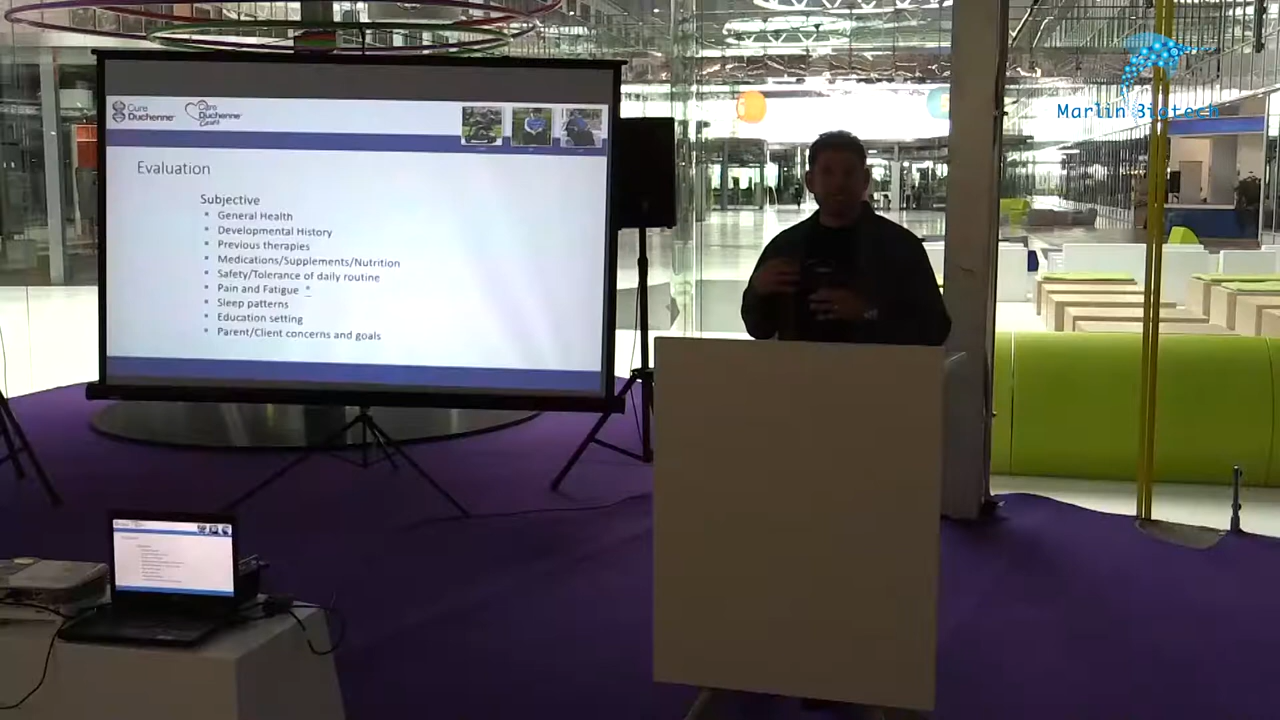 Marlin Biotech
Cure
Duchenne
Cure
Duchenne
Cares
Evaluation
Subjective
General Health
Developmental History
Previous therapies
Medications/Supplements/Nutrition
Safety/Tolerance of daily routine
Pain and Fatigue *
Sleep patterns
Education setting
Parent/Client concerns and goals